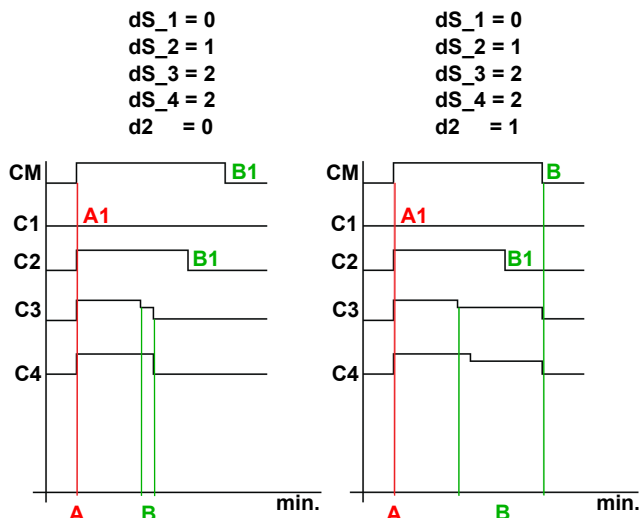 dS_1 = 0
dS_2 = 1
dS_3 = 2
dS_4 = 2
d2 = 0
CM
B1
A1
C1
C2
B1
C3
C4
A
B
min.
dS_1 = 0
dS_2 = 1
dS_3 = 2
dS_4 = 2
d2 = 1
CM
B
A1
C1
C2
B1
C3
C4
A
B
min.